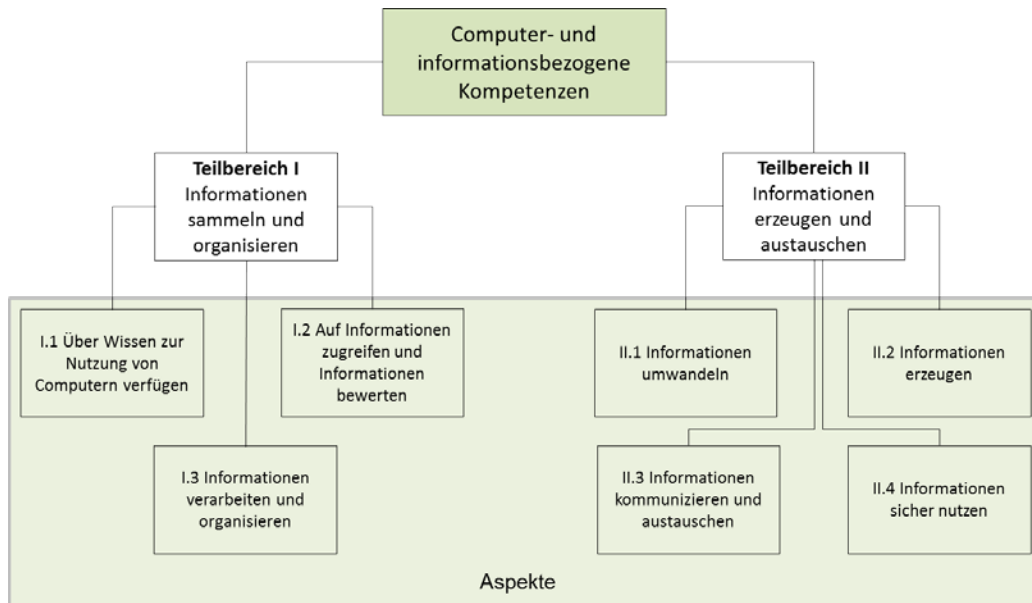 Computer- und
informationsbezogene
Kompetenzen
Teilbereich I
Informationen
sammeln und
organisieren
Teilbereich II
Informationen
erzeugen und
austauschen
I.1 Über Wissen zur
Nutzung von
Computern verfügen
I.2 Auf Informationen
zugreifen und
Informationen
bewerten
I.3 Informationen
verarbeiten und
organisieren
II.1 Informationen
umwandeln
II.2 Informationen
erzeugen
II.3 Informationen
kommunizieren und
austauschen
II.4 Informationen
sicher nutzen
Aspekte